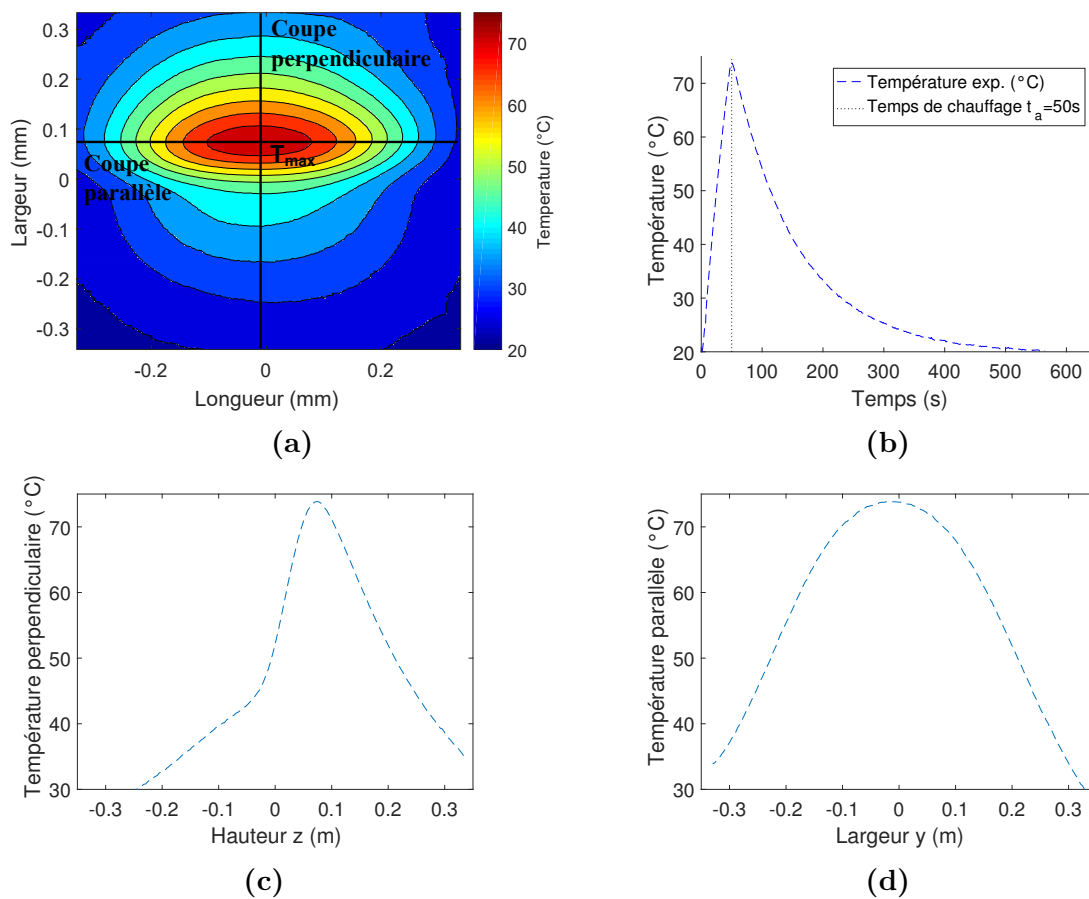 0.3
0.2
0.1
0
-0.1
-0.2
-0.3
Largeur (mm)
Coupe
perpendiculaire
Coupe
parallèle
Tmax
-0.2 0 0.2
Longueur (mm)
70
60
50
40
30
20
Temperature (°C)
(a)
70
60
50
40
30
20
Température (°C)
Température exp. (°C)
Temps de chauffage t_a=50s
0 100 200 300 400 500 600
Temps (s)
(b)
70
60
50
40
30
Température perpendiculaire (°C)
-0.3 -0.2 -0.1 0 0.1 0.2 0.3
Hauteur z (m)
(c)
70
60
50
40
30
Température parallèle (°C)
-0.3 -0.2 -0.1 0 0.1 0.2 0.3
Largeur y (m)
(d)